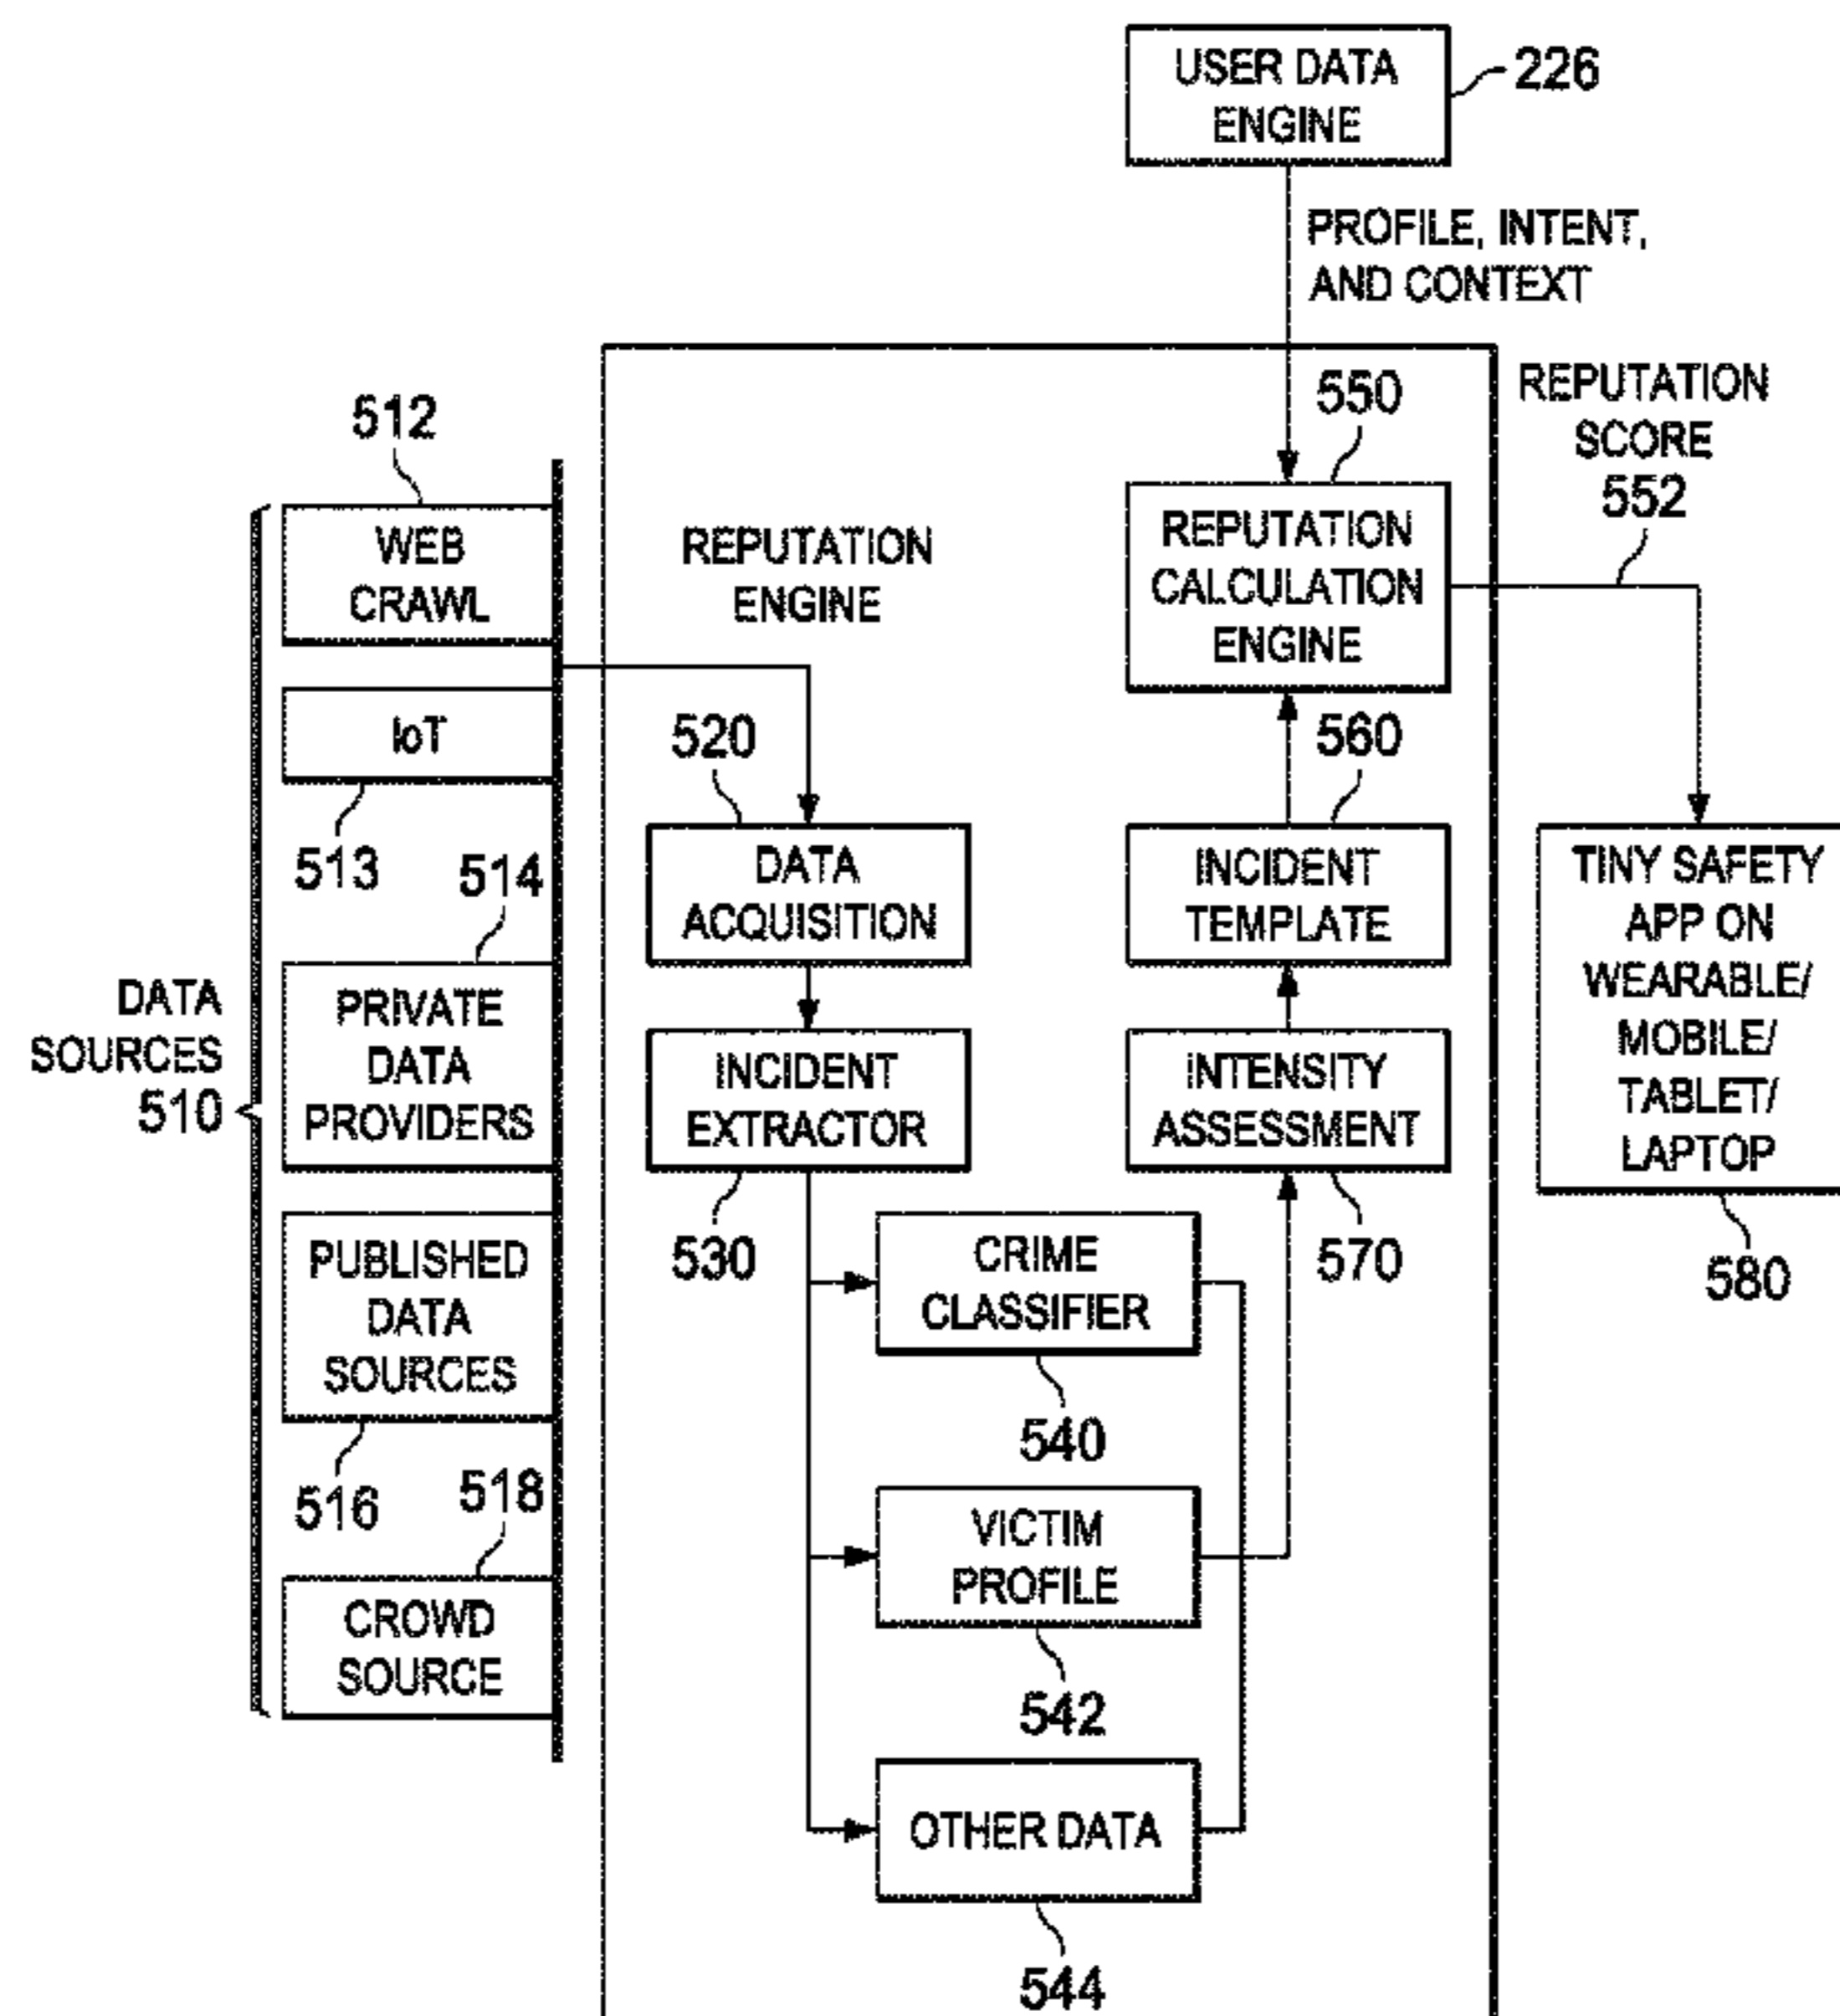 USER DATA
ENGINE
226
PROFILE, INTENT,
AND CONTEXT
REPUTATION
SCORE
552
512
WEB
CRAWL
IoT
513
514
PRIVATE
DATA
PROVIDERS
DATA
SOURCES
510
PUBLISHED
DATA
SOURCES
516
518
CROWD
SOURCE
REPUTATION
ENGINE
520
DATA
ACQUISITION
INCIDENT
EXTRACTOR
530
CRIME
CLASSIFIER
540
VICTIM
PROFILE
542
OTHER DATA
544
550
REPUTATION
CALCULATION
ENGINE
560
INCIDENT
TEMPLATE
INTENSITY
ASSESSMENT
570
TINY SAFETY
APP ON
WEARABLE/
MOBILE/
TABLET/
LAPTOP
580